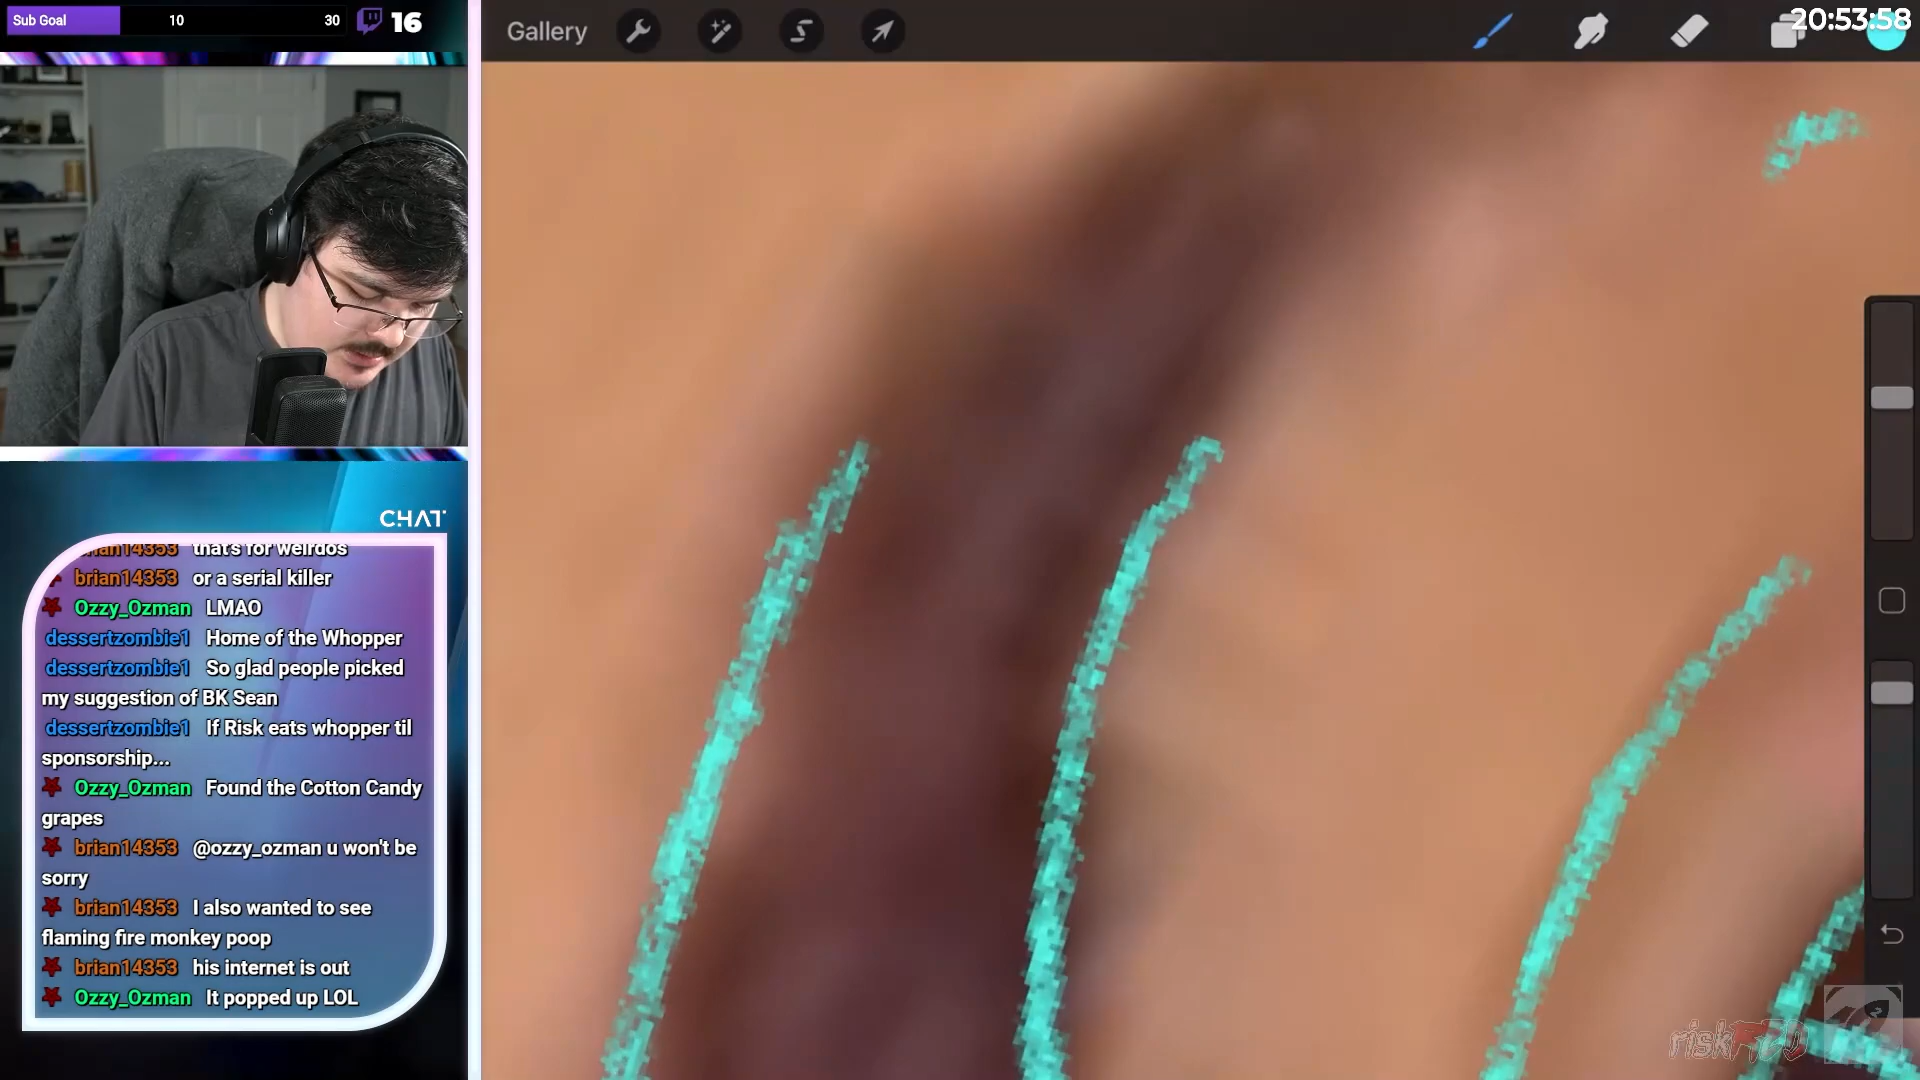 Sub Goal 10 30 16
Gallery
20:53:58
CHAT
that's for weirdos
brian14353 or a serial killer
Ozzy_Ozman LMAO
dessertzombie1 Home of the Whopper
dessertzombie1 So glad people picked
my suggestion of BK Sean
dessertzombie1 If Risk eats whopper til
sponsorship...
Ozzy_Ozman Found the Cotton Candy
grapes
brian14353 @ozzy_ozman u won't be
sorry
brian14353 I also wanted to see
flaming fire monkey poop
brian14353 his internet is out
Ozzy_Ozman It popped up LOL